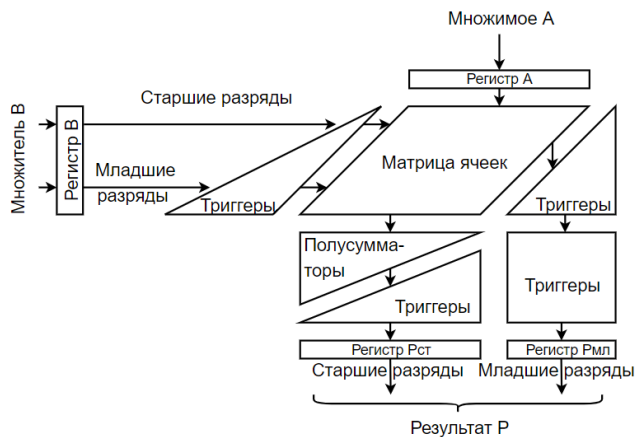 Множимое А
Регистр А
Множитель В
Регистр В
Старшие разряды
Младшие
разряды
Триггеры
Матрица ячеек
Триггеры
Полусумма-
торы
Триггеры
Триггеры
Регистр Рст
Регистр Рмл
Старшие разряды
Младшие разряды
Результат Р